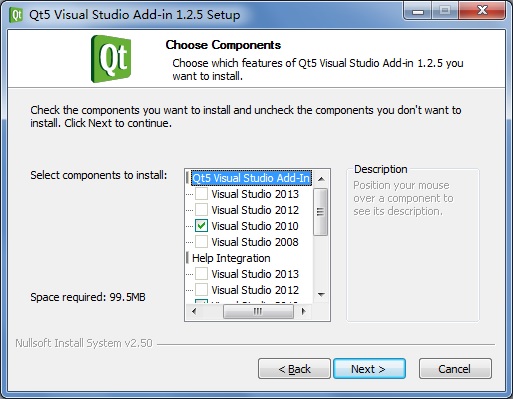 Qt5 Visual Studio Add-in 1.2.5 Setup
Qt
Choose Components
Choose which features of Qt5 Visual Studio Add-in 1.2.5 you
want to install.
Check the components you want to install and uncheck the components you don't want to
install. Click Next to continue.
Select components to install:
Qt5 Visual Studio Add-In
Visual Studio 2013
Visual Studio 2012
Visual Studio 2010
Visual Studio 2008
Help Integration
Visual Studio 2013
Visual Studio 2012
Description
Position your mouse
over a component to
see its description.
Space required: 99.5MB
Nullsoft Install System v2.50
< Back
Next >
Cancel